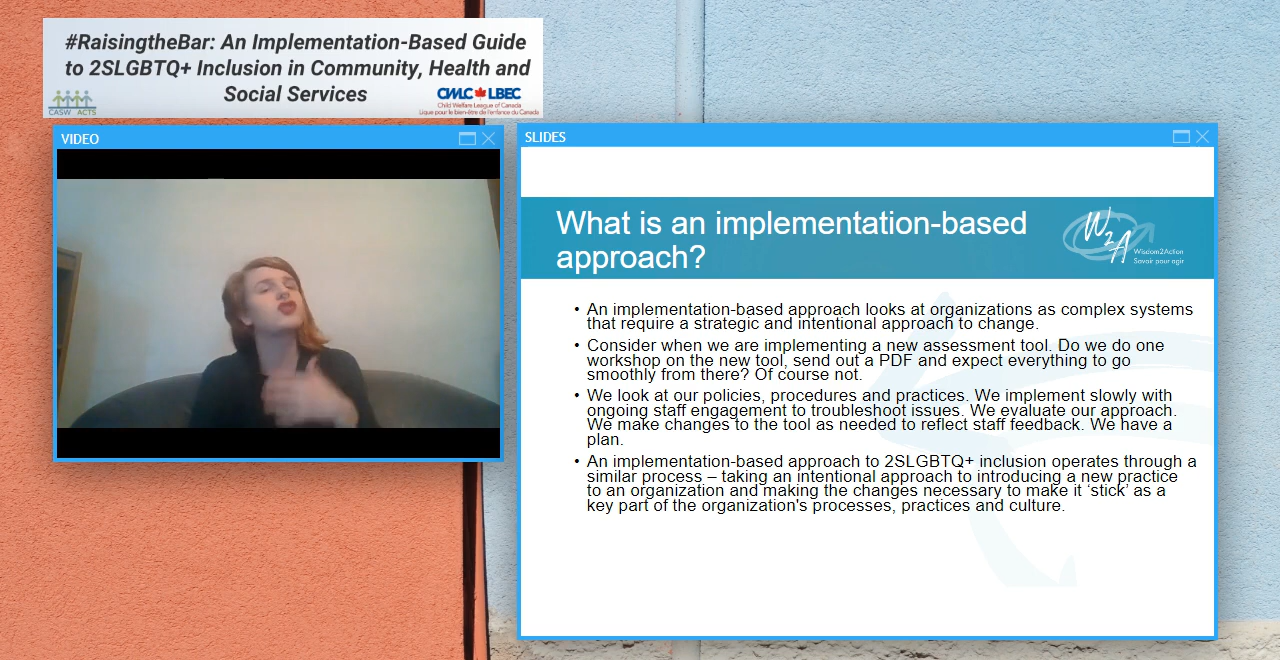 #RaisingtheBar: An Implementation-Based Guide
to 2SLGBTQ+ Inclusion in Community, Health and
Social Services
CASW ACTS
CWLC LBEC
Child Welfare League of Canada
Ligue pour le bien-être de l'enfance du Canada
VIDEO
SLIDES
What is an implementation-based
approach?
W2A
Wisdom2Action
Savoir pour agir
• An implementation-based approach looks at organizations as complex systems
that require a strategic and intentional approach to change.
• Consider when we are implementing a new assessment tool. Do we do one
workshop on the new tool, send out a PDF and expect everything to go
smoothly from there? Of course not.
• We look at our policies, procedures and practices. We implement slowly with
ongoing staff engagement to troubleshoot issues. We evaluate our approach.
We make changes to the tool as needed to reflect staff feedback. We have a
plan.
• An implementation-based approach to 2SLGBTQ+ inclusion operates through a
similar process – taking an intentional approach to introducing a new practice
to an organization and making the changes necessary to make it ‘stick’ as a
key part of the organization's processes, practices and culture.